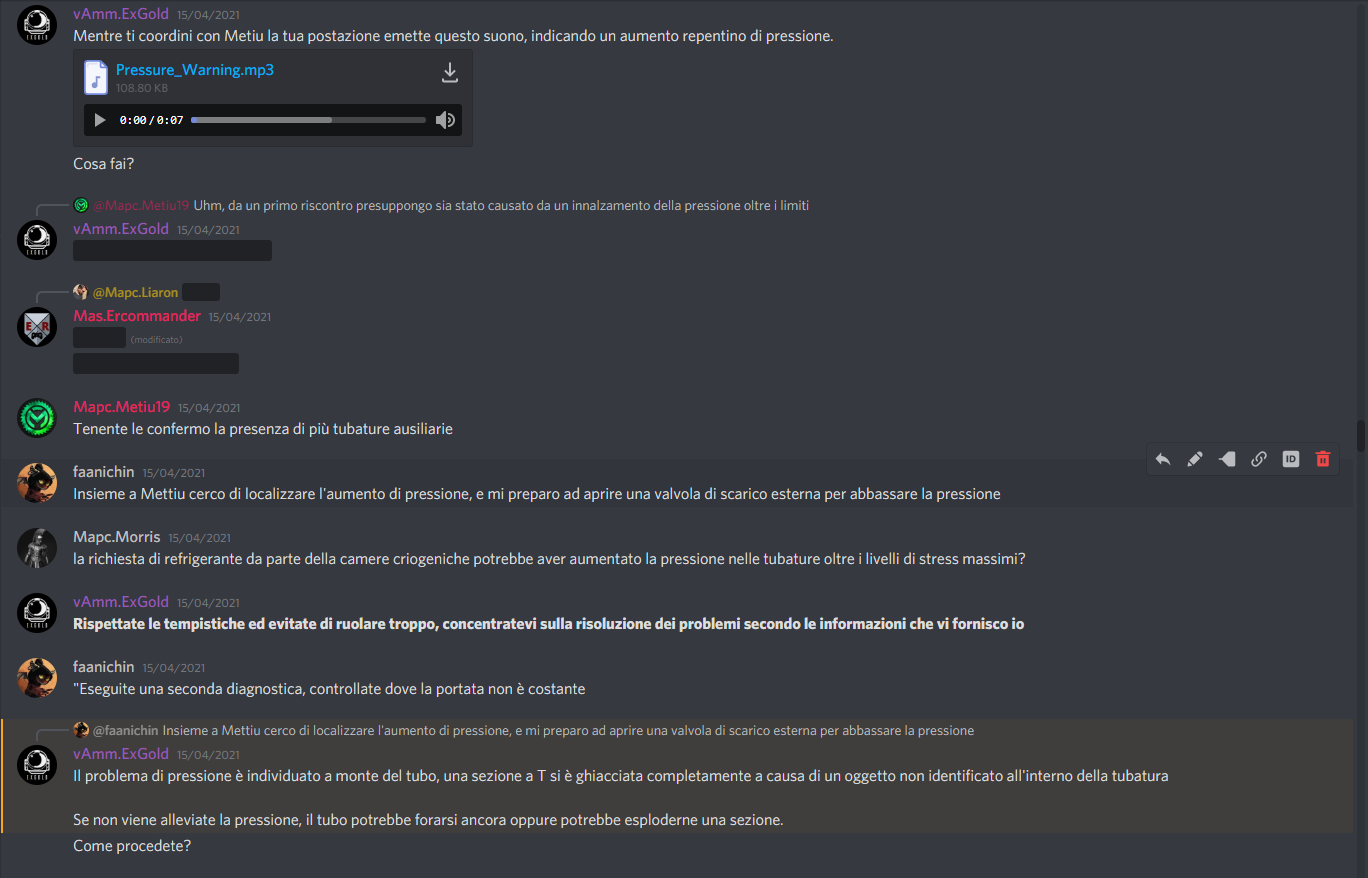 vAmm.ExGold 15/04/2021
Mentre ti coordini con Metiu la tua postazione emette questo suono, indicando un aumento repentino di pressione.
Pressure_Warning.mp3
108.80 KB
0:00/0:07
Cosa fai?
@Mapc.Metiu19 Uhm, da un primo riscontro presuppongo sia stato causato da un innalzamento della pressione oltre i limiti
vAmm.ExGold 15/04/2021
@Mapc.Liaron
Mas.Ercommander 15/04/2021
(modificato)
Mapc.Metiu19 15/04/2021
Tenente le confermo la presenza di più tubature ausiliarie
faanichin 15/04/2021
ID
Insieme a Mettiu cerco di localizzare l'aumento di pressione, e mi preparo ad aprire una valvola di scarico esterna per abbassare la pressione
Mapc.Morris 15/04/2021
la richiesta di refrigerante da parte della camere criogeniche potrebbe aver aumentato la pressione nelle tubature oltre i livelli di stress massimi?
vAmm.ExGold 15/04/2021
Rispettate le tempistiche ed evitate di ruolare troppo, concentratevi sulla risoluzione dei problemi secondo le informazioni che vi fornisco io
faanichin 15/04/2021
"Eseguite una seconda diagnostica, controllate dove la portata non è costante
@faanichin Insieme a Mettiu cerco di localizzare l'aumento di pressione, e mi preparo ad aprire una valvola di scarico esterna per abbassare la pressione
vAmm.ExGold 15/04/2021
Il problema di pressione è individuato a monte del tubo, una sezione a T si è ghiacciata completamente a causa di un oggetto non identificato all'interno della tubatura
Se non viene alleviate la pressione, il tubo potrebbe forarsi ancora oppure potrebbe esploderne una sezione.
Come procedete?